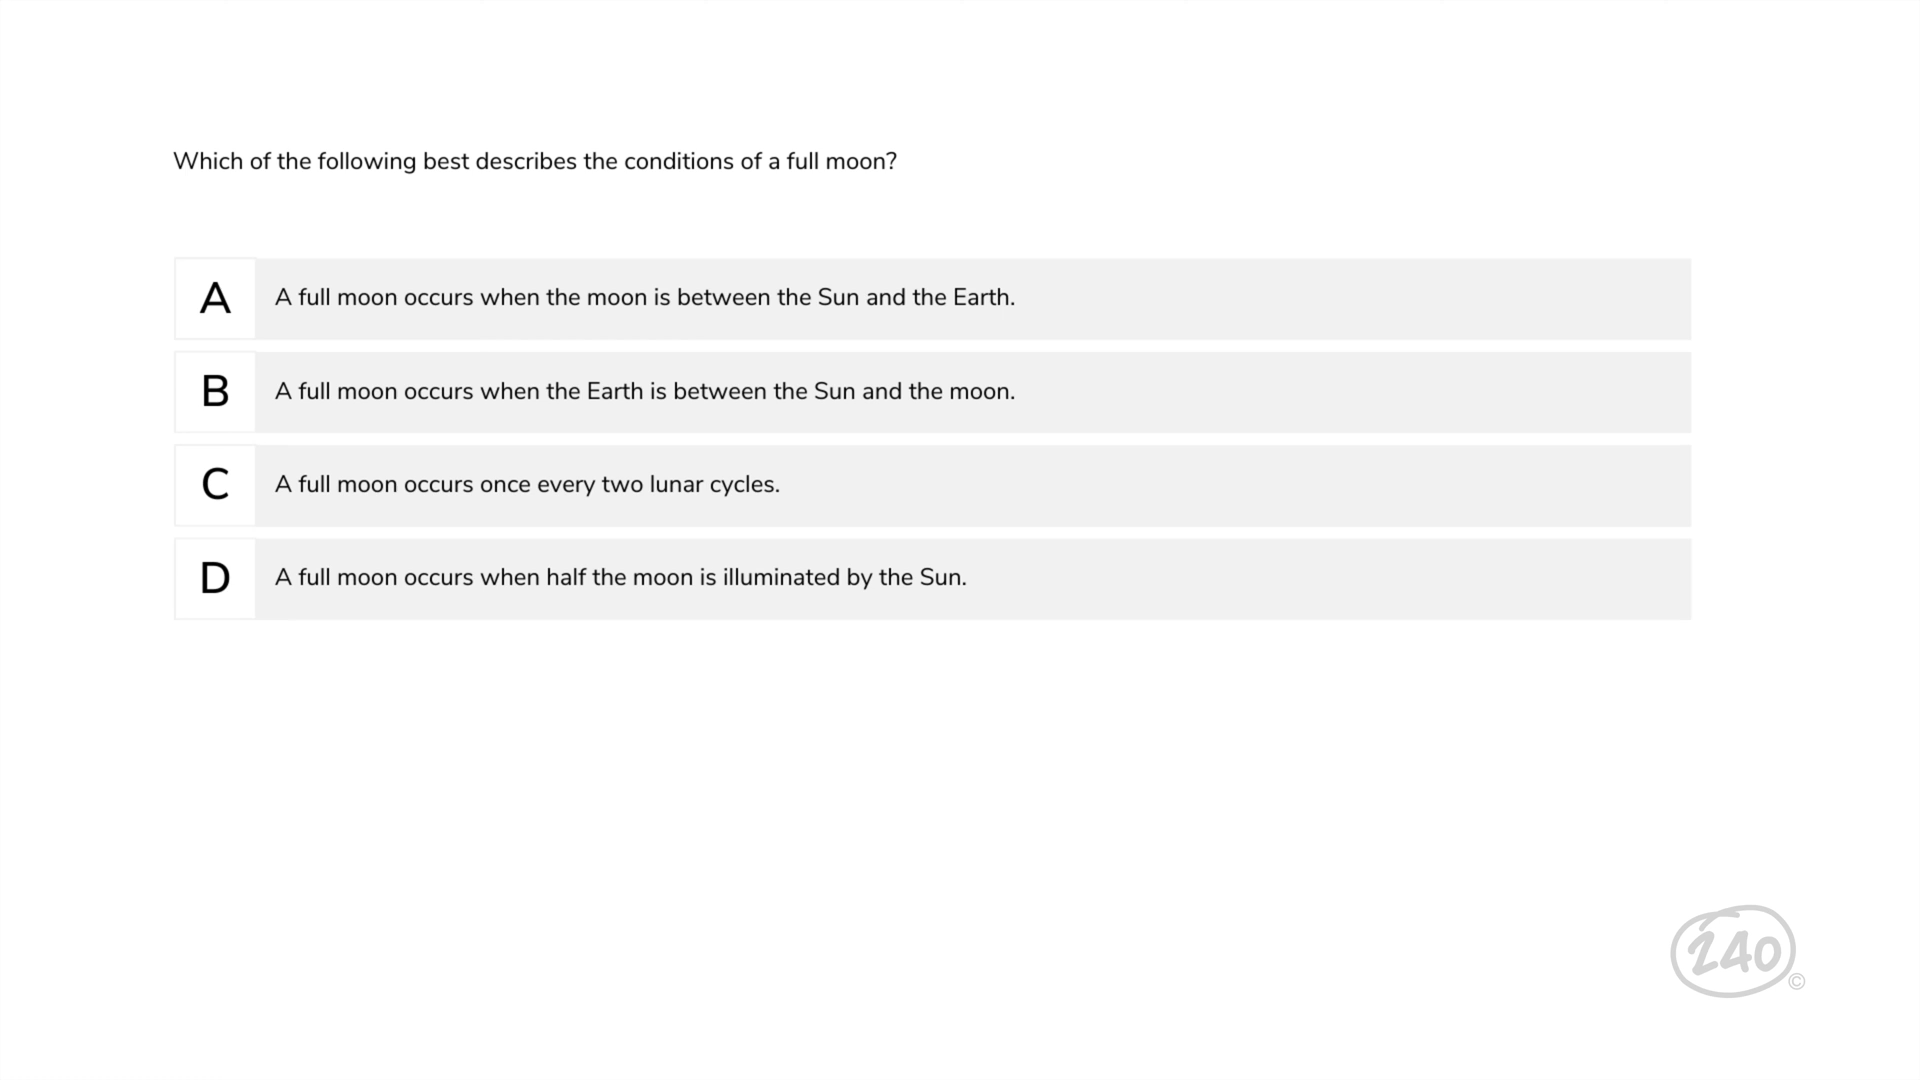 Which of the following best describes the conditions of a full moon?
A
A full moon occurs when the moon is between the Sun and the Earth.
B
A full moon occurs when the Earth is between the Sun and the moon.
C
A full moon occurs once every two lunar cycles.
D
A full moon occurs when half the moon is illuminated by the Sun.
240
©